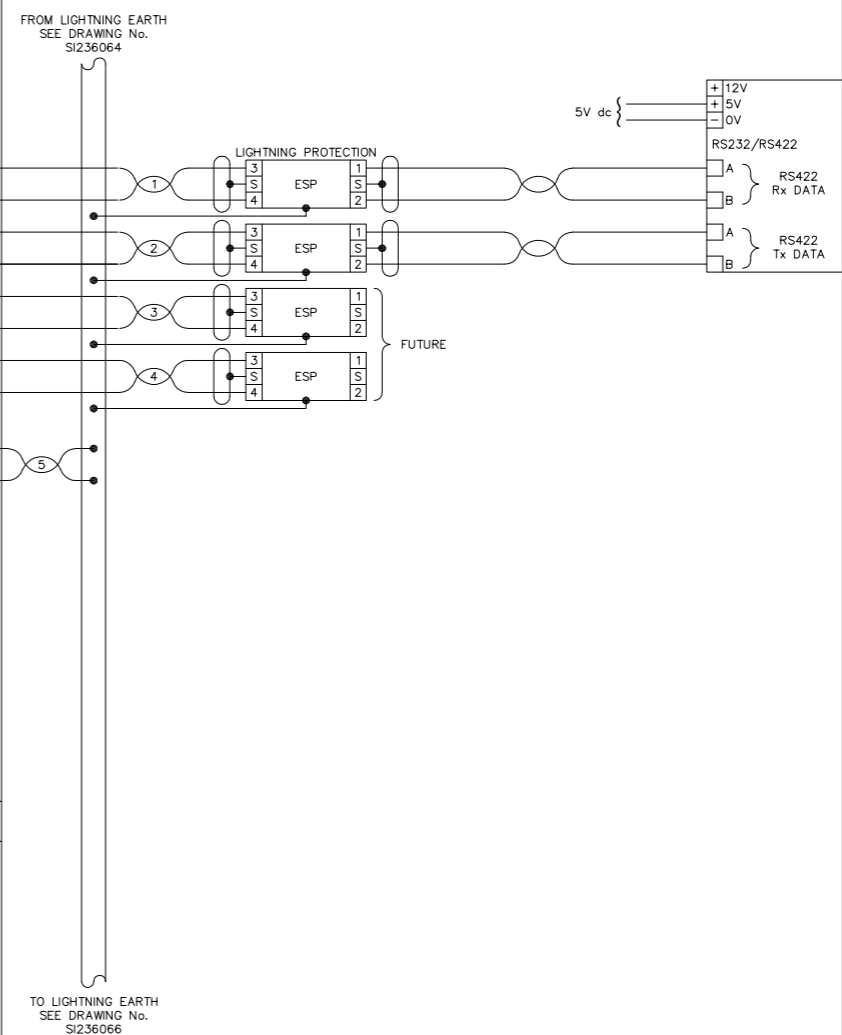 FROM LIGHTNING EARTH
SEE DRAWING No.
SI236064
+ 12V
5V dc
+ 5V
- 0V
RS232/RS422
LIGHTNING PROTECTION
1
3
S
4
ESP
1
S
2
A
B
RS422
Rx DATA
2
3
S
4
ESP
1
S
2
A
B
RS422
Tx DATA
3
3
S
4
ESP
1
S
2
FUTURE
4
3
S
4
ESP
1
S
2
5
TO LIGHTNING EARTH
SEE DRAWING No.
SI236066